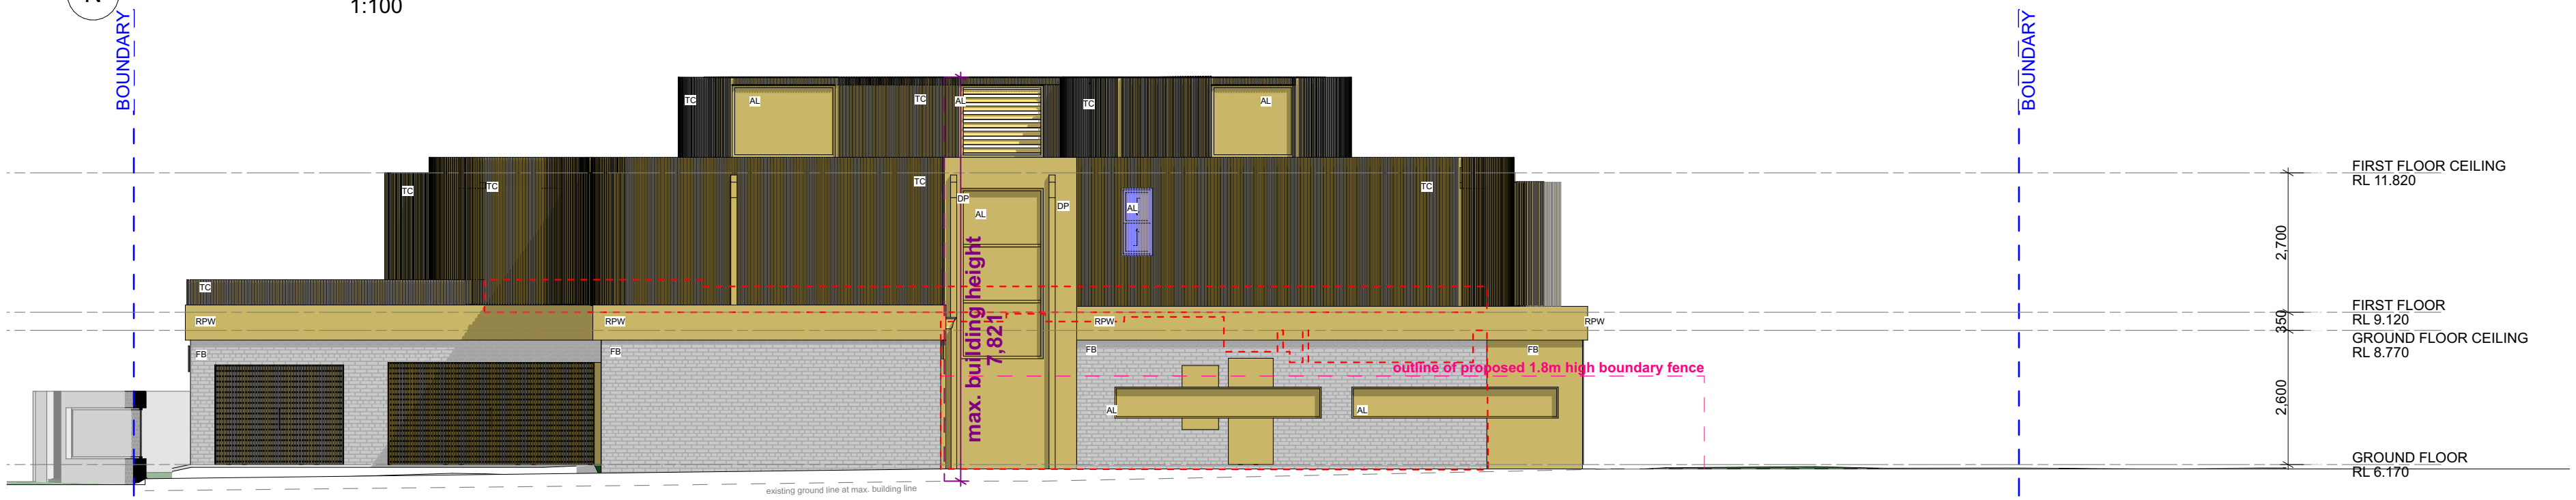 N
1:100
BOUNDARY
BOUNDARY
TC
AL
TC
AL
TC
AL
TC
TC
TC
DP
AL
DP
AL
TC
FIRST FLOOR CEILING
RL 11.820
2,700
TC
RPW
RPW
RPW
RPW
FIRST FLOOR
RL 9.120
350
GROUND FLOOR CEILING
RL 8.770
FB
FB
FB
FB
max. building height
7,821
outline of proposed 1.8m high boundary fence
AL
AL
2,600
GROUND FLOOR
RL 6.170
existing ground line at max. building line